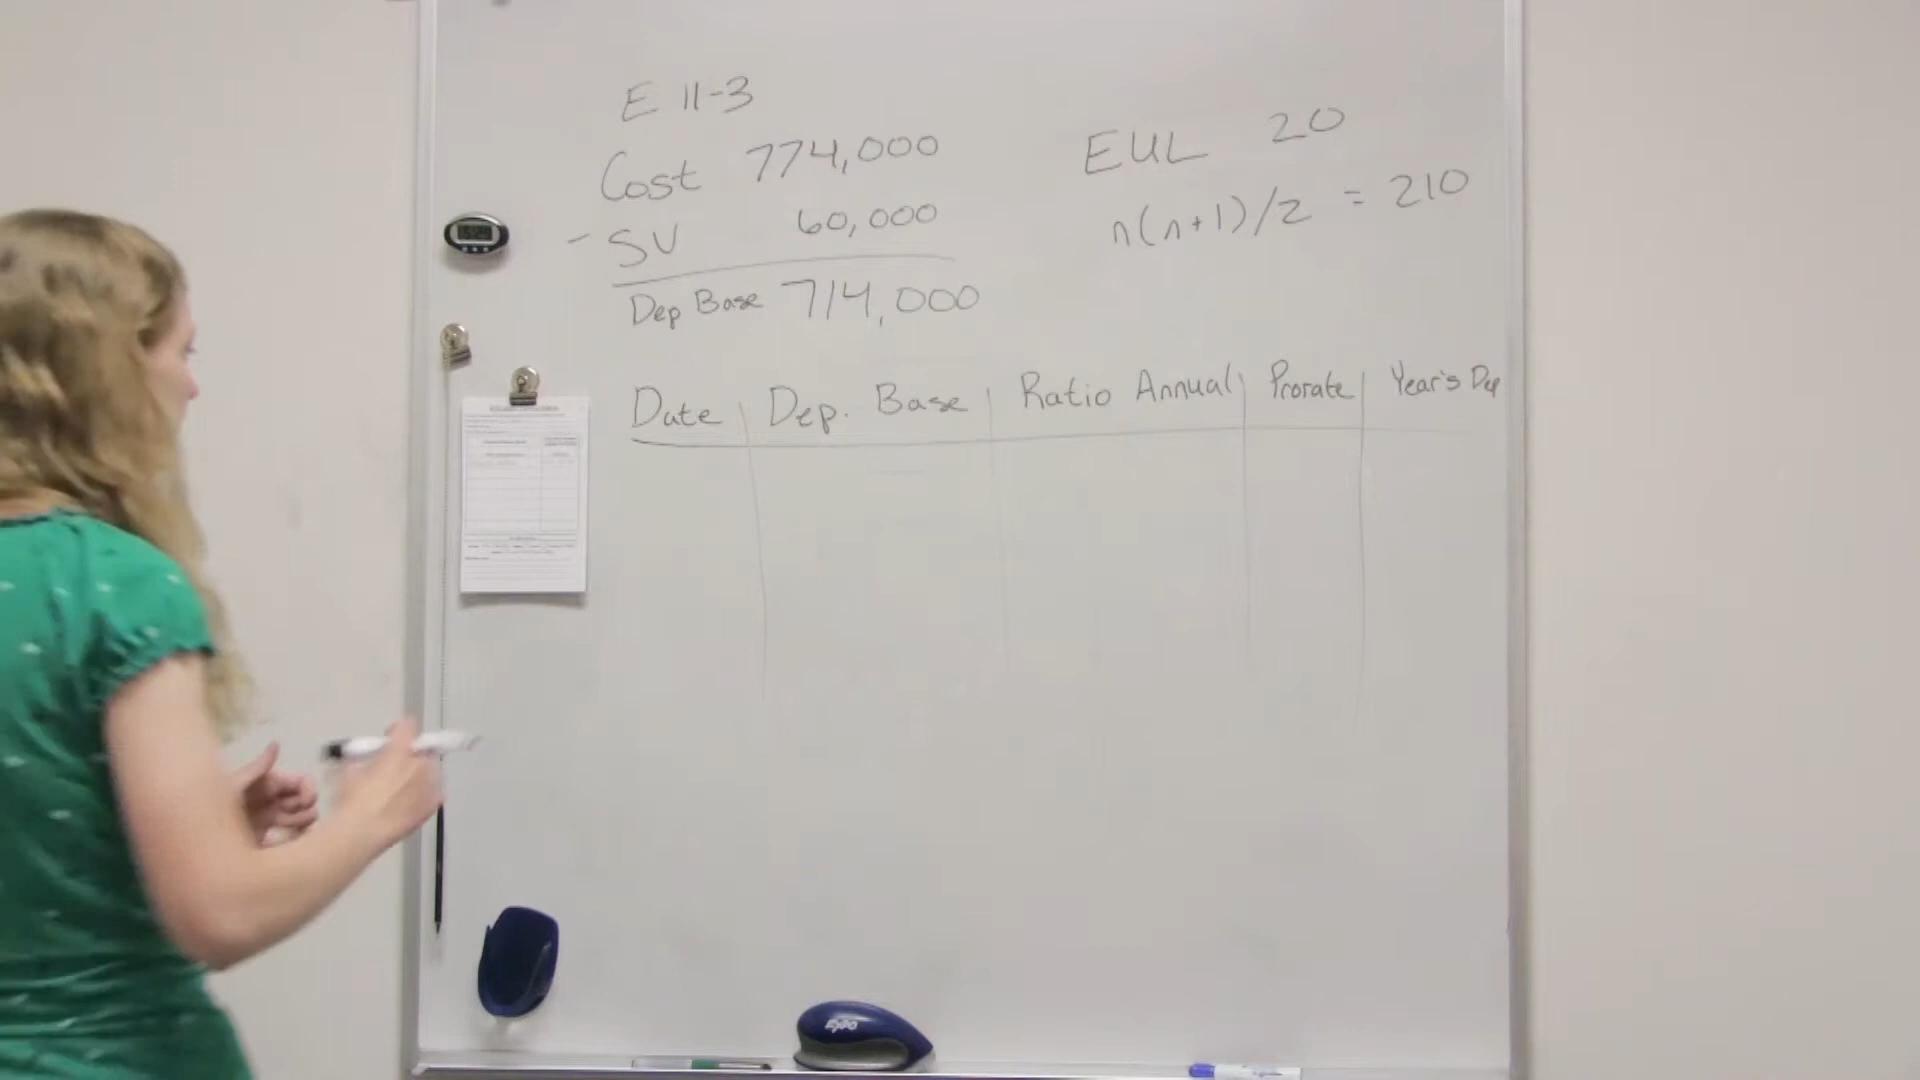 E 11-3
Cost 774,000
- SV 60,000
Dep Base 714,000
EUL 20
n(n+1)/2 = 210
Date Dep. Base Ratio Annual Prorate Year's Dep
EXPO